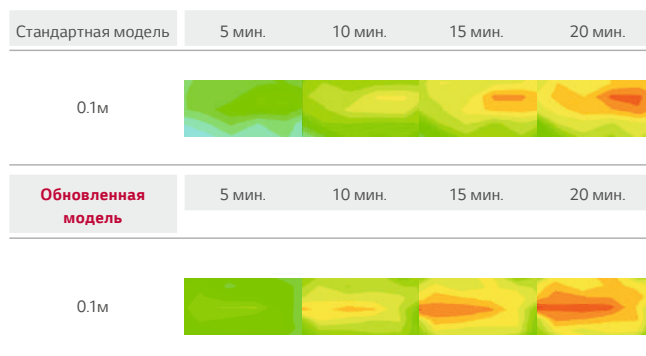 Стандартная модель 5 мин. 10 мин. 15 мин. 20 мин.
0.1м
Обновленная 5 мин. 10 мин. 15 мин. 20 мин.
модель
0.1м